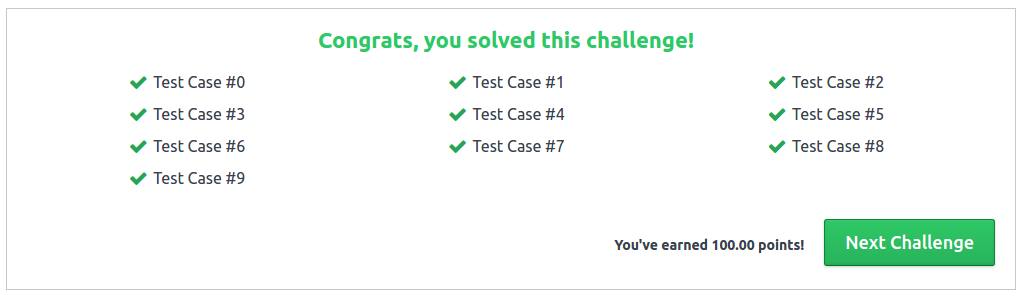 Congrats, you solved this challenge!
Test Case #0 Test Case #1 Test Case #2
Test Case #3 Test Case #4 Test Case #5
Test Case #6 Test Case #7 Test Case #8
Test Case #9
You've earned 100.00 points! Next Challenge